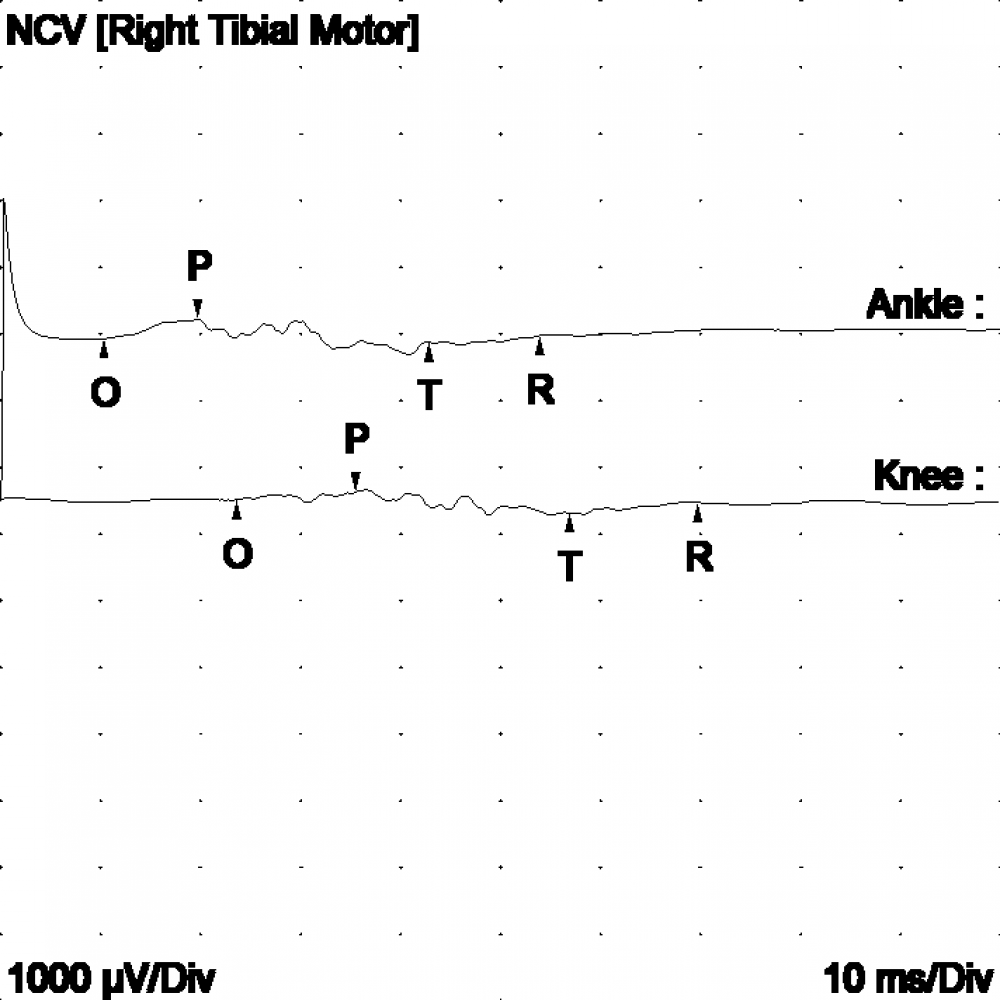 NCV [Right Tibial Motor]
P
Ankle :
O
T
R
P
Knee :
O
T
R
1000 µV/Div
10 ms/Div